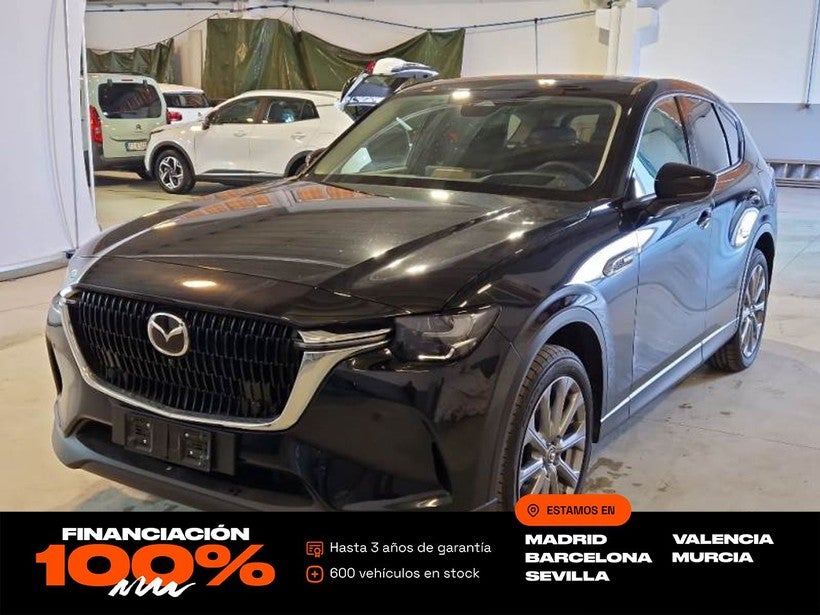 FINANCIACIÓN
100%
Hasta 3 años de garantía
600 vehículos en stock
ESTAMOS EN
MADRID
BARCELONA
SEVILLA
VALENCIA
MURCIA